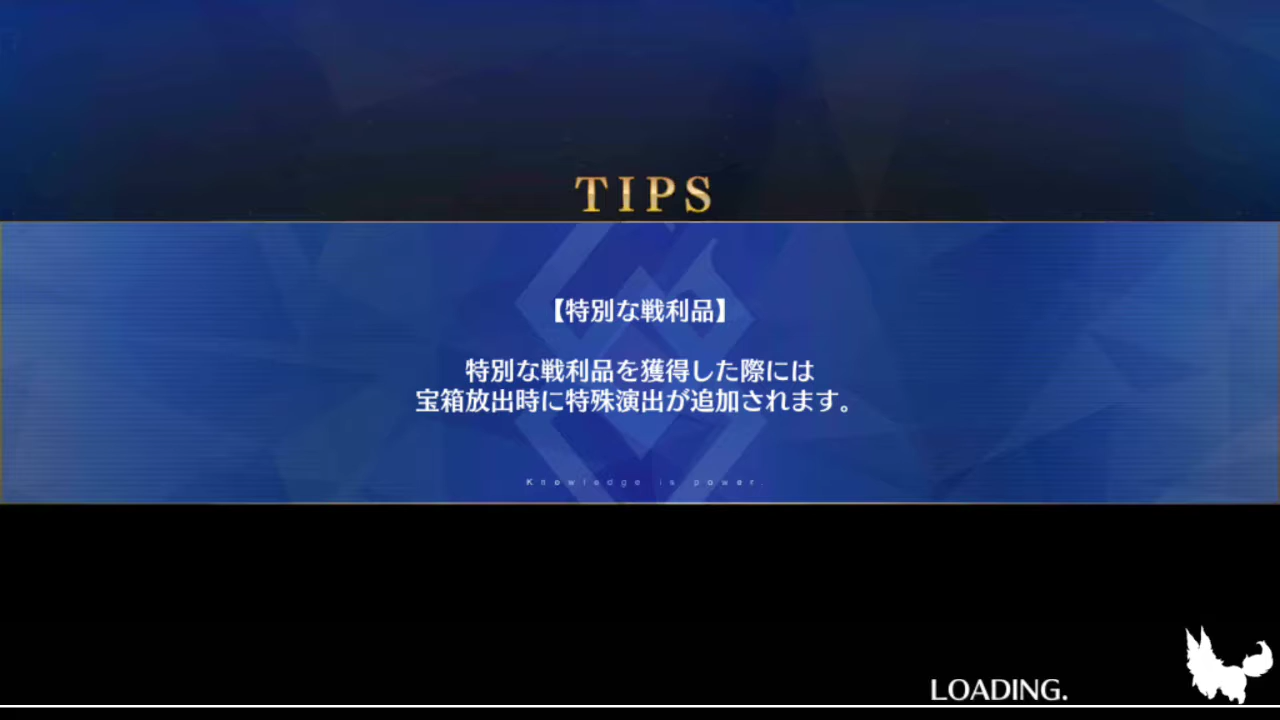 TIPS
【特別な戦利品】
特別な戦利品を獲得した際には
宝箱放出時に特殊演出が追加されます。
Knowledge is power.
LOADING.